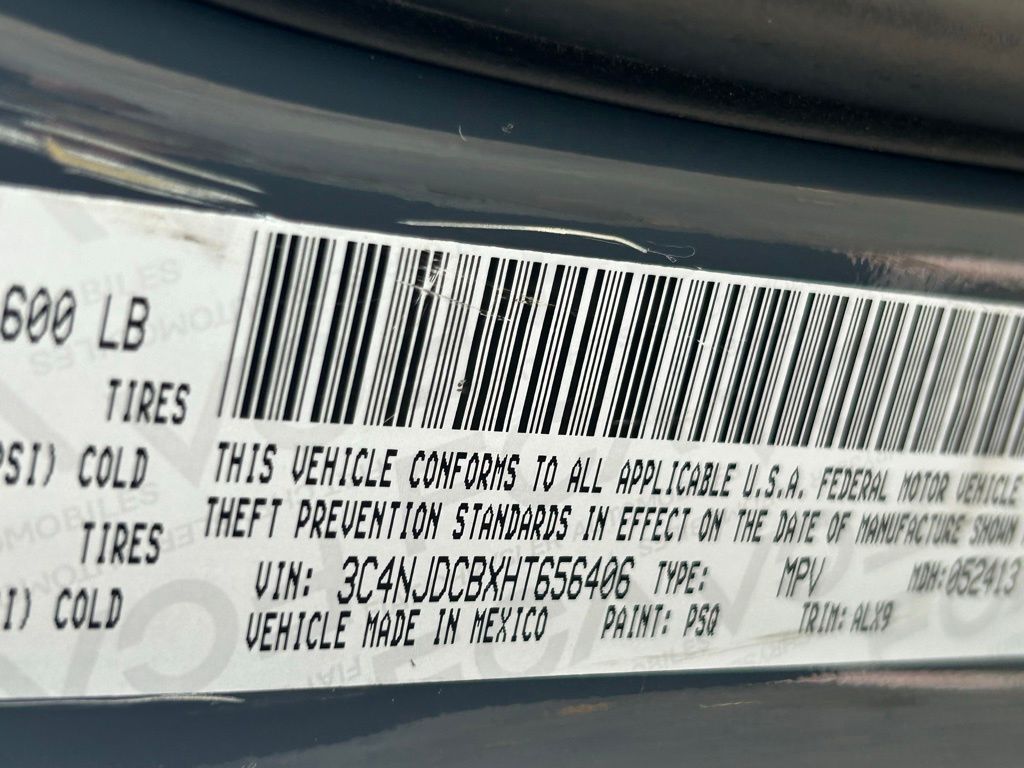 600 LB
TIRES
PSI) COLD
TIRES
SI) COLD
THIS VEHICLE CONFORMS TO ALL APPLICABLE U.S.A. FEDERAL MOTOR VEHICLE
THEFT PREVENTION STANDARDS IN EFFECT ON THE DATE OF MANUFACTURE SHOWN
VIN: 3C4NJDCBXHT656406 TYPE: MPV MDH: 052413
VEHICLE MADE IN MEXICO PAINT: PSQ TRIM: ALX9